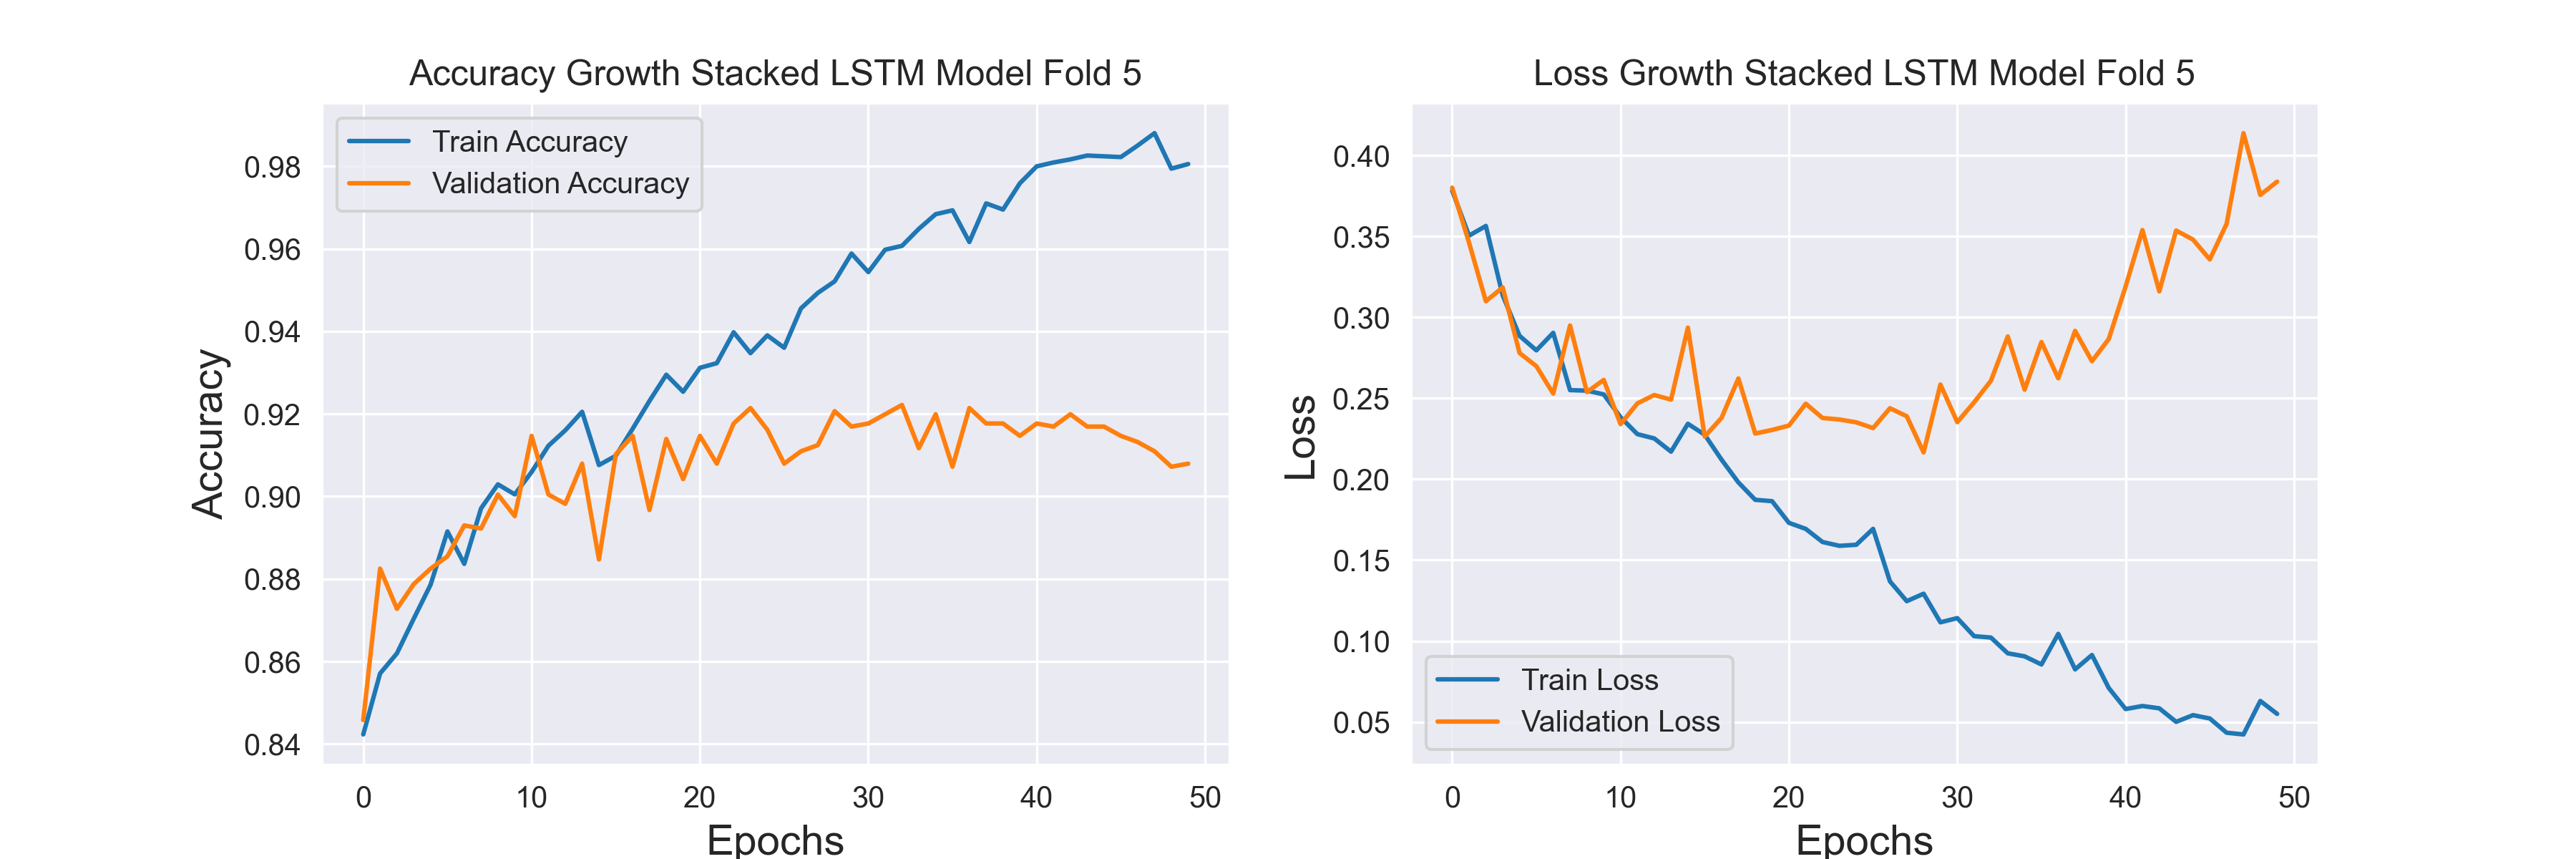 Accuracy Growth Stacked LSTM Model Fold 5
Train Accuracy
Validation Accuracy
0.98
0.96
0.94
0.92
0.90
0.88
0.86
0.84
Accuracy
0 10 20 30 40 50
Epochs
Loss Growth Stacked LSTM Model Fold 5
0.40
0.35
0.30
0.25
0.20
0.15
0.10
0.05
Loss
Train Loss
Validation Loss
0 10 20 30 40 50
Epochs